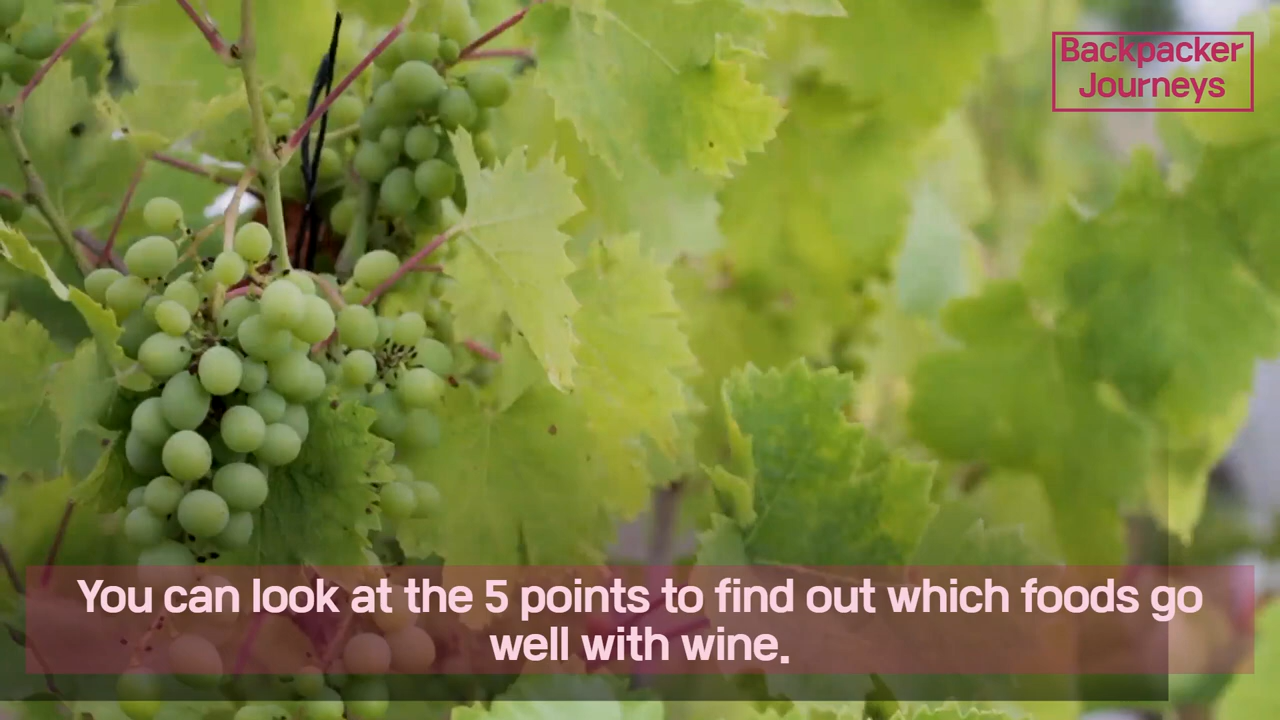 Backpacker
Journeys
You can look at the 5 points to find out which foods go
well with wine.